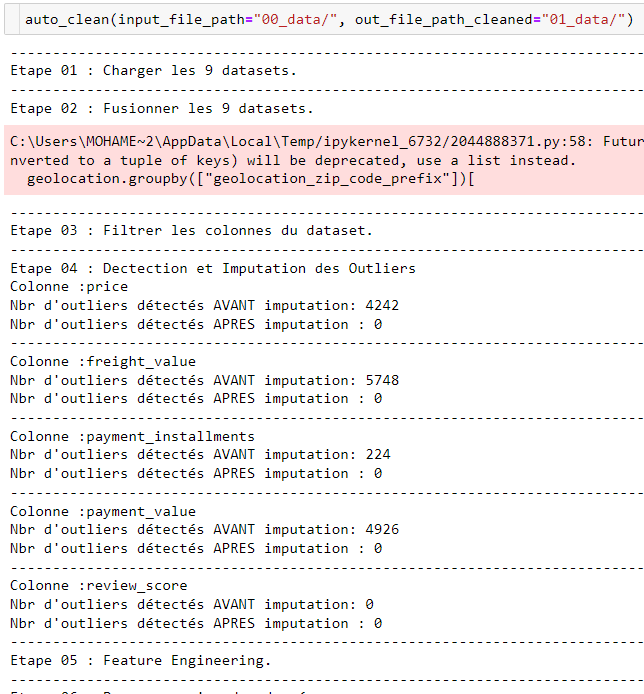 auto_clean(input_file_path="00_data/", out_file_path_cleaned="01_data/")
--------------------------------------------------------------------------------
Etape 01 : Charger les 9 datasets.
--------------------------------------------------------------------------------
Etape 02 : Fusionner les 9 datasets.
C:\Users\MOHAME~2\AppData\Local\Temp/ipykernel_6732/2044888371.py:58: Futur
nverted to a tuple of keys) will be deprecated, use a list instead.
geolocation.groupby(["geolocation_zip_code_prefix"])[
--------------------------------------------------------------------------------
Etape 03 : Filtrer les colonnes du dataset.
--------------------------------------------------------------------------------
Etape 04 : Dectection et Imputation des Outliers
Colonne :price
Nbr d'outliers détectés AVANT imputation: 4242
Nbr d'outliers détectés APRES imputation : 0
--------------------------------------------------------------------------------
Colonne :freight_value
Nbr d'outliers détectés AVANT imputation: 5748
Nbr d'outliers détectés APRES imputation : 0
--------------------------------------------------------------------------------
Colonne :payment_installments
Nbr d'outliers détectés AVANT imputation: 224
Nbr d'outliers détectés APRES imputation : 0
--------------------------------------------------------------------------------
Colonne :payment_value
Nbr d'outliers détectés AVANT imputation: 4926
Nbr d'outliers détectés APRES imputation : 0
--------------------------------------------------------------------------------
Colonne :review_score
Nbr d'outliers détectés AVANT imputation: 0
Nbr d'outliers détectés APRES imputation : 0
--------------------------------------------------------------------------------
Etape 05 : Feature Engineering.
--------------------------------------------------------------------------------